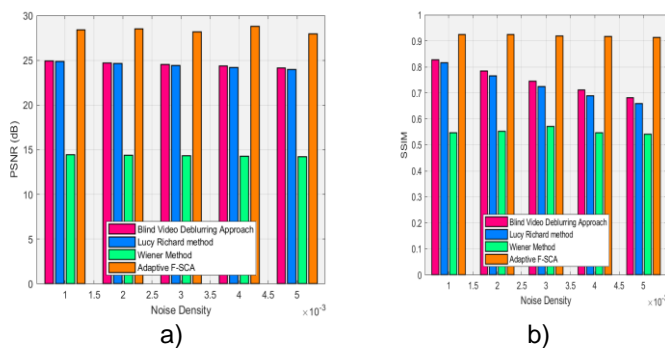 30
25
20
15
10
5
0
PSNR (dB)
Blind Video Deblurring Approach
Lucy Richard method
Wiener Method
Adaptive F-SCA
1 1.5 2 2.5 3 3.5 4 4.5 5
Noise Density
×10⁻³
a)
1
0.9
0.8
0.7
0.6
0.5
0.4
0.3
0.2
0.1
0
SSIM
Blind Video Deblurring Approach
Lucy Richard method
Wiener Method
Adaptive F-SCA
1 1.5 2 2.5 3 3.5 4 4.5 5
Noise Density
×10⁻³
b)